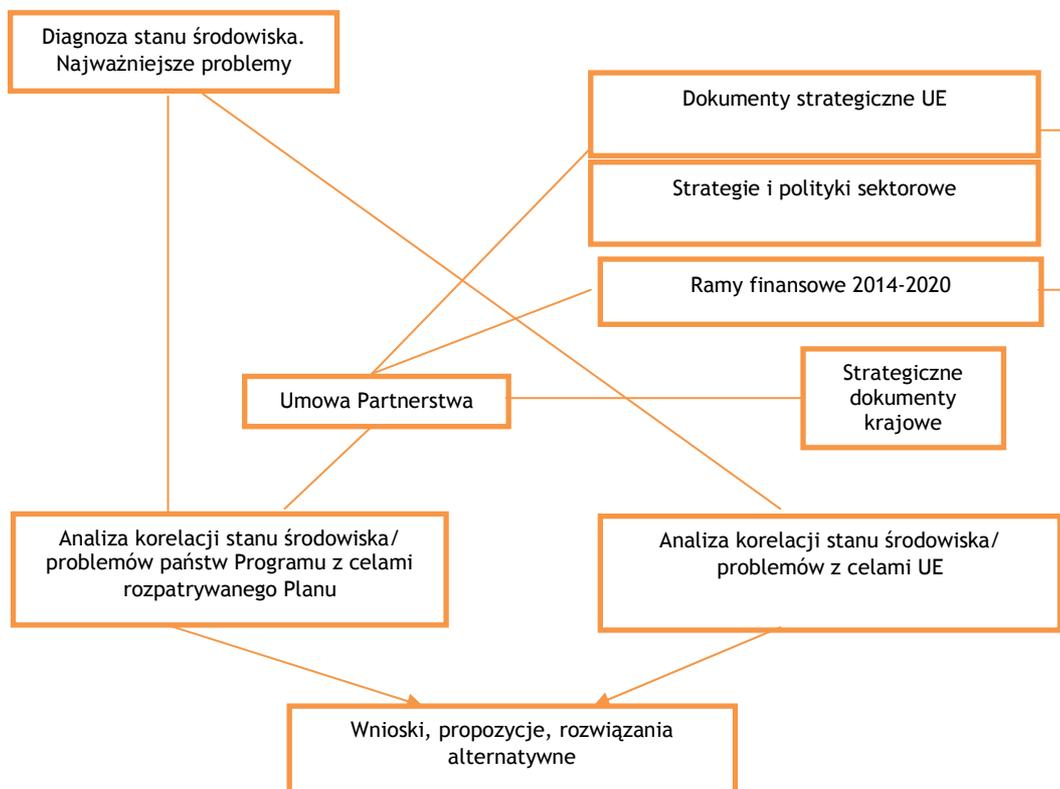 Diagnoza stanu środowiska.
Najważniejsze problemy
Dokumenty strategiczne UE
Strategie i polityki sektorowe
Ramy finansowe 2014-2020
Strategiczne
dokumenty
krajowe
Umowa Partnerstwa
Analiza korelacji stanu środowiska/
problemów państw Programu z celami
rozpatrywanego Planu
Analiza korelacji stanu środowiska/
problemów z celami UE
Wnioski, propozycje, rozwiązania
alternatywne